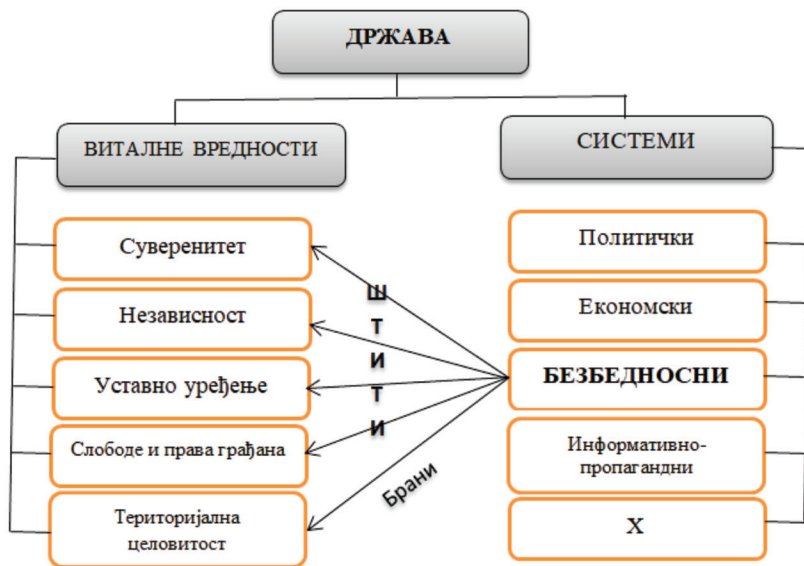 ДРЖАВА
ВИТАЛНЕ ВРЕДНОСТИ
СИСТЕМИ
Суверенитет
Независност
Уставно уређење
Слободе и права грађана
Територијална
целовитост
ШТИТИ
Брани
Политички
Економски
БЕЗБЕДНОСНИ
Информативно-
пропагандни
Х